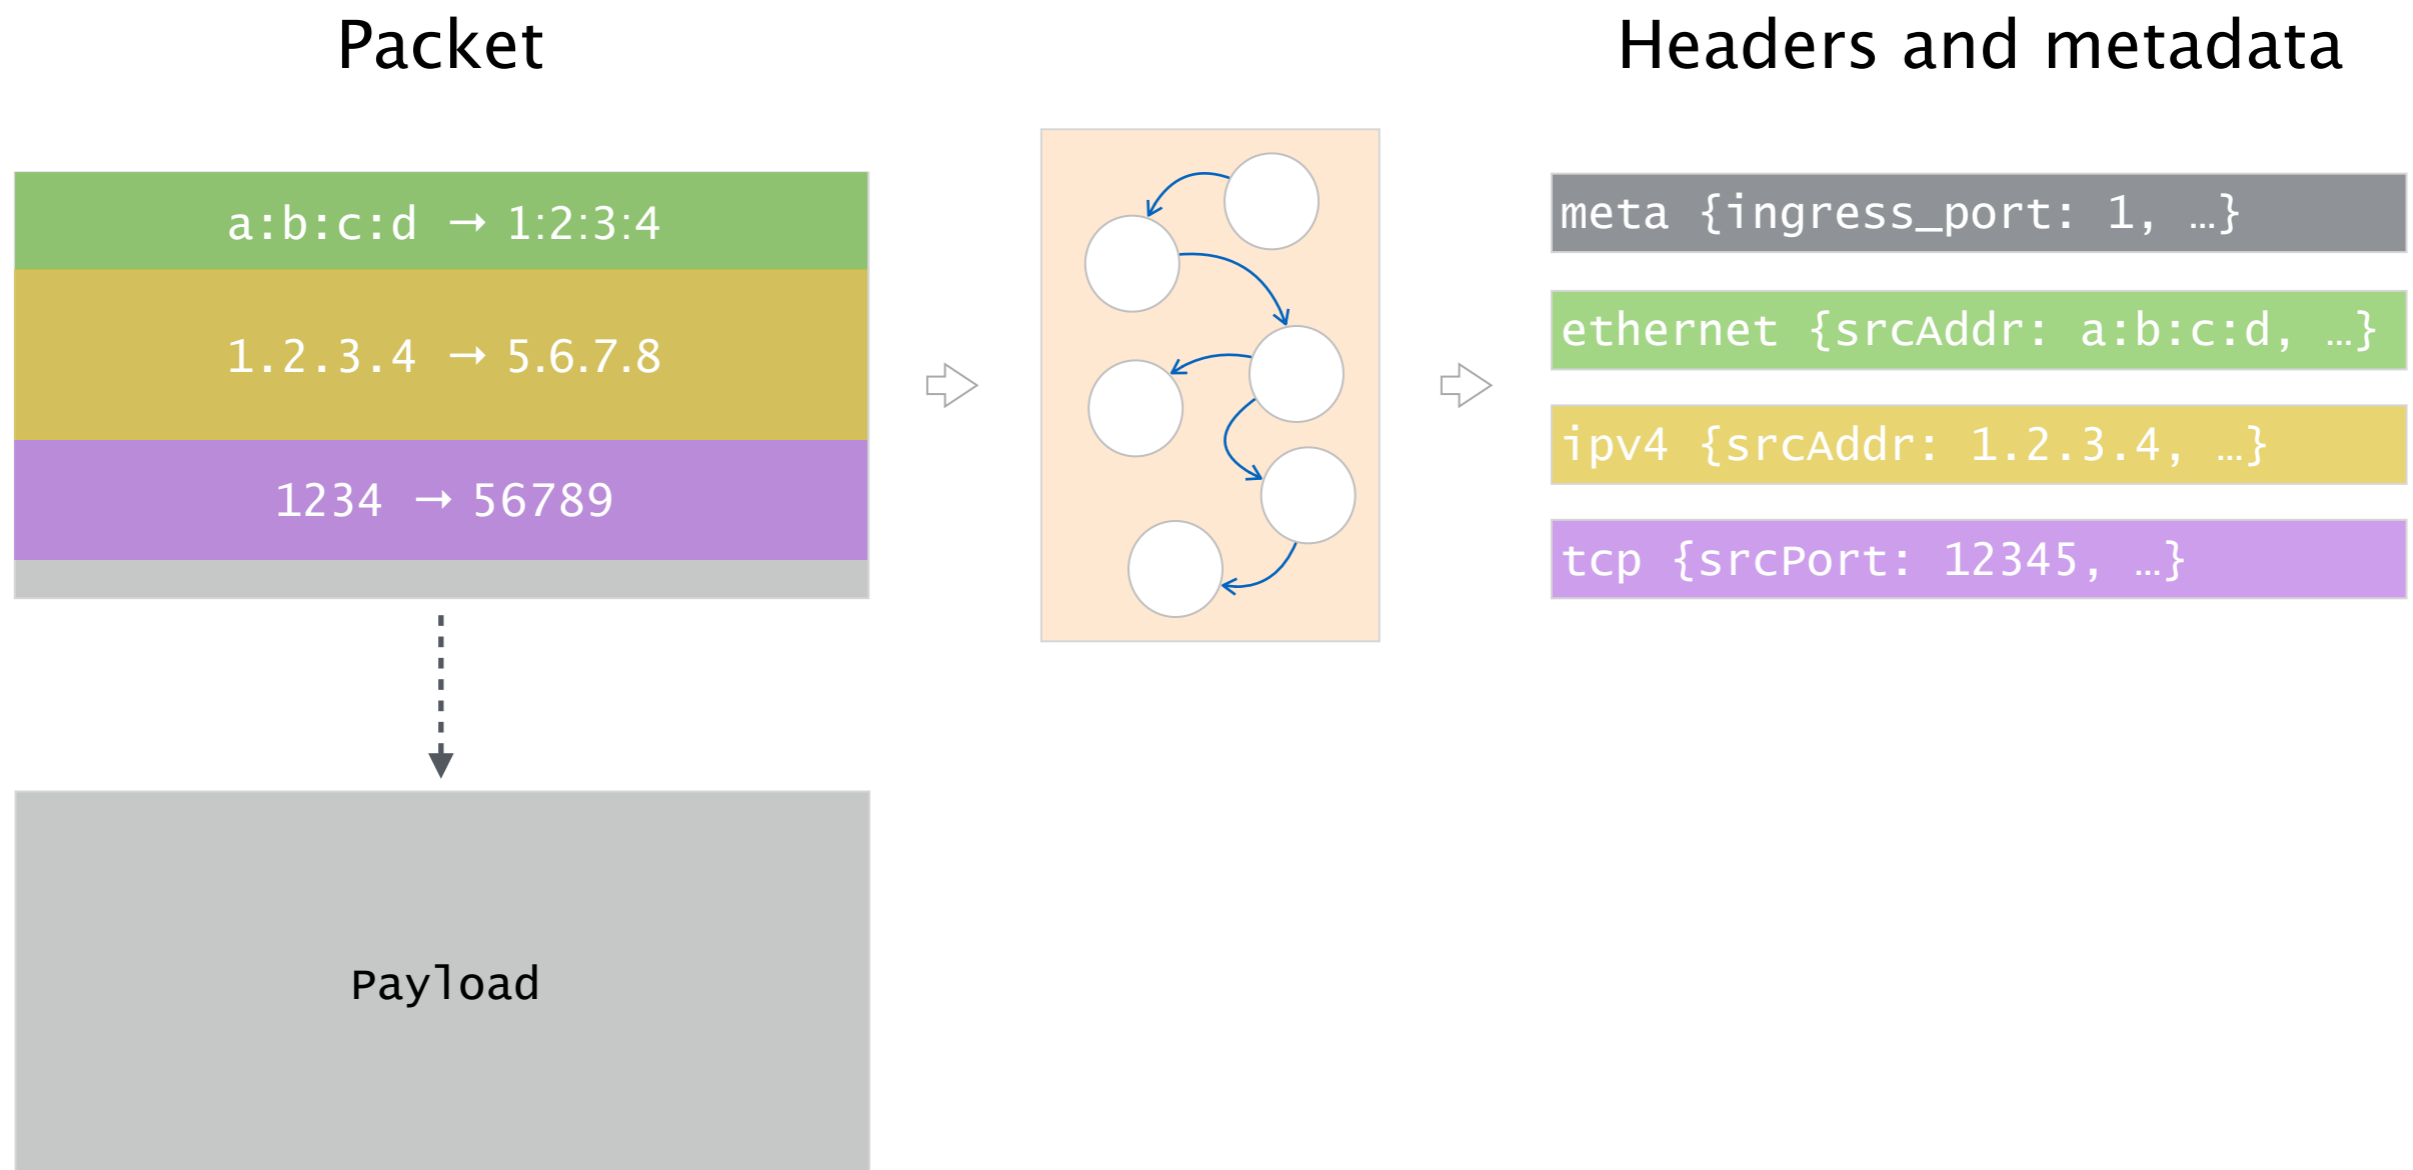 Packet
Headers and metadata
a:b:c:d → 1:2:3:4
1.2.3.4 → 5.6.7.8
1234 → 56789
meta {ingress_port: 1, …}
ethernet {srcAddr: a:b:c:d, …}
ipv4 {srcAddr: 1.2.3.4, …}
tcp {srcPort: 12345, …}
Payload